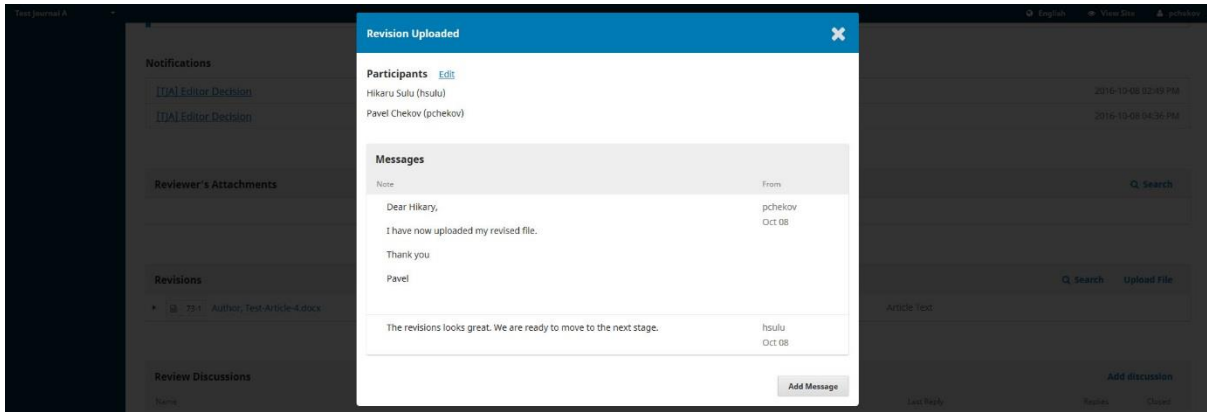 Test Journal A
English View Site pchekov
Revision Uploaded
Participants Edit
Hikaru Sulu (hsulu)
Pavel Chekov (pchekov)
Notifications
[TJA] Editor Decision 2016-10-08 02:49 PM
[TJA] Editor Decision 2016-10-08 04:36 PM
Messages
Note From
Dear Hikary, pchekov
Oct 08
I have now uploaded my revised file.
Thank you
Pavel
The revisions looks great. We are ready to move to the next stage. hsulu
Oct 08
Add Message
Reviewer's Attachments Search
Revisions Search Upload File
Author, Test-Article-4.docx Article Text
Review Discussions Add discussion
Name Last Reply Replies Closed